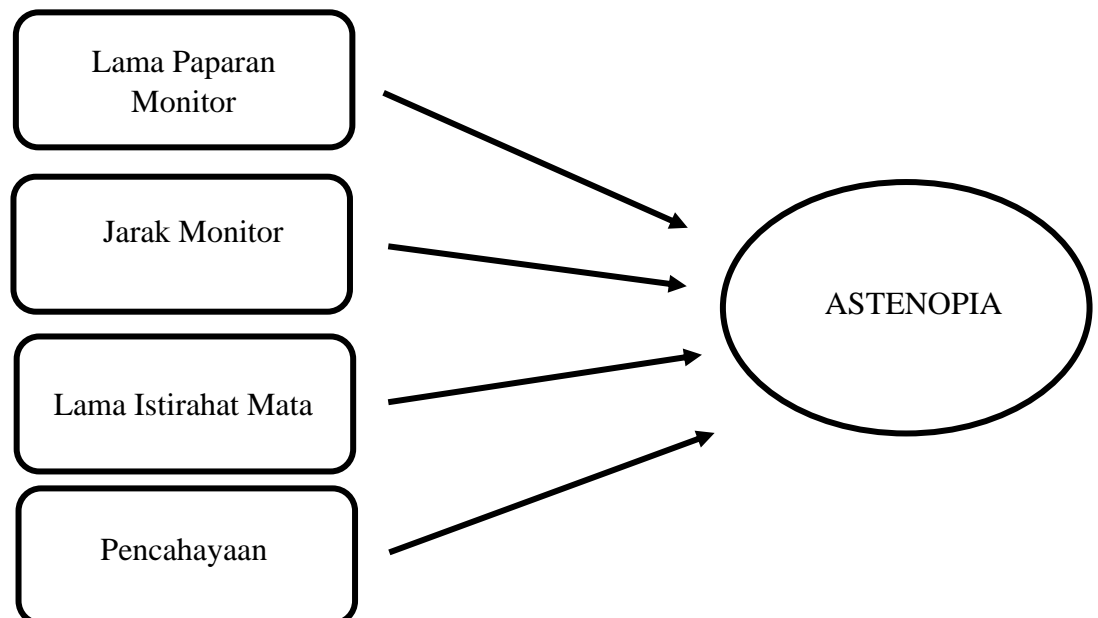 Lama Paparan
Monitor
Jarak Monitor
Lama Istirahat Mata
Pencahayaan
ASTENOPIA